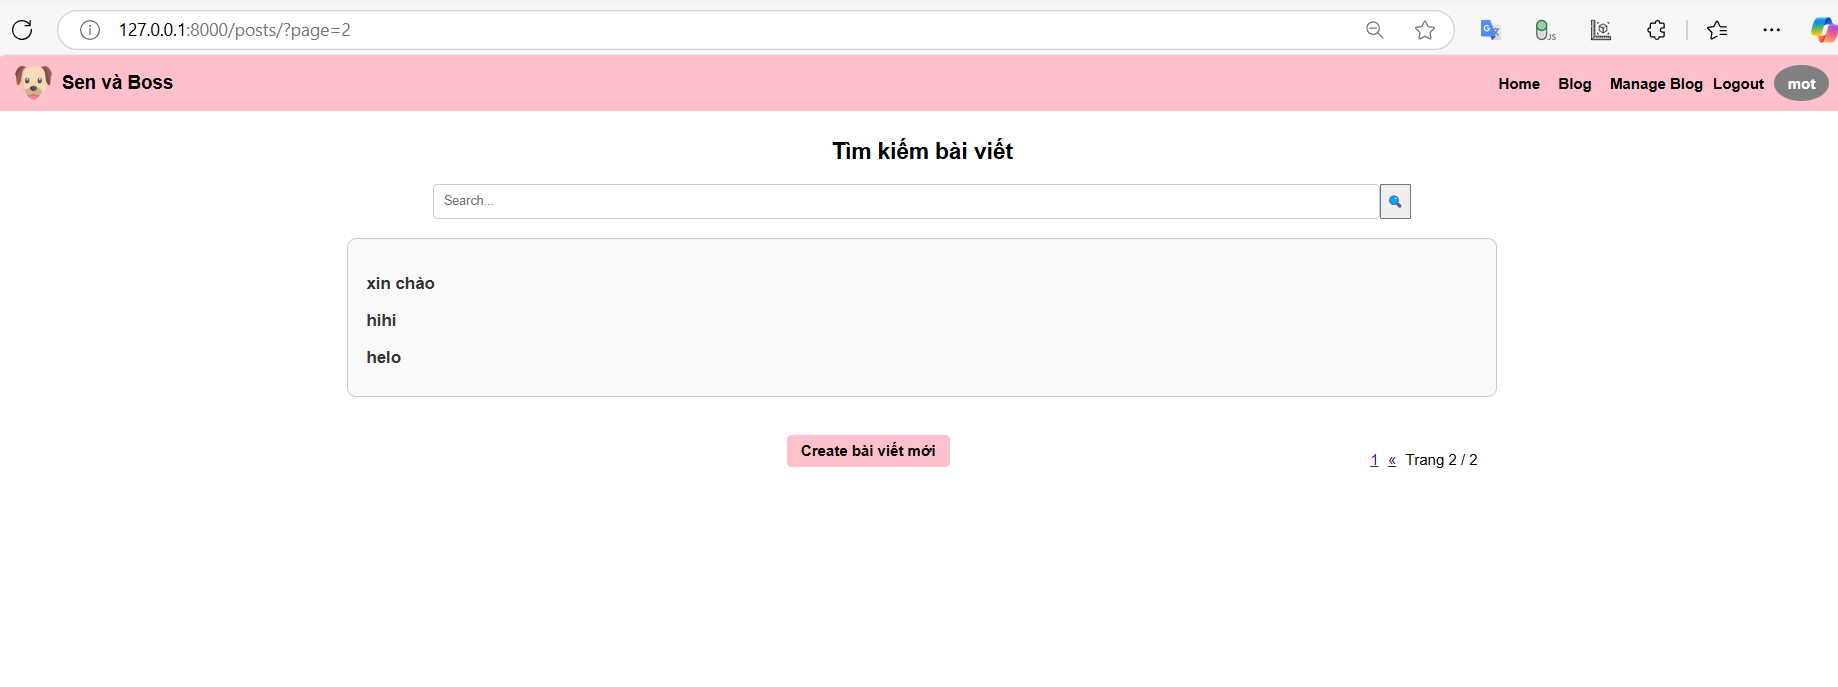 127.0.0.1:8000/posts/?page=2
JS
Sen và Boss
Home Blog Manage Blog Logout mot
Tìm kiếm bài viết
Search...
xin chào
hihi
helo
Create bài viết mới
1 « Trang 2 / 2